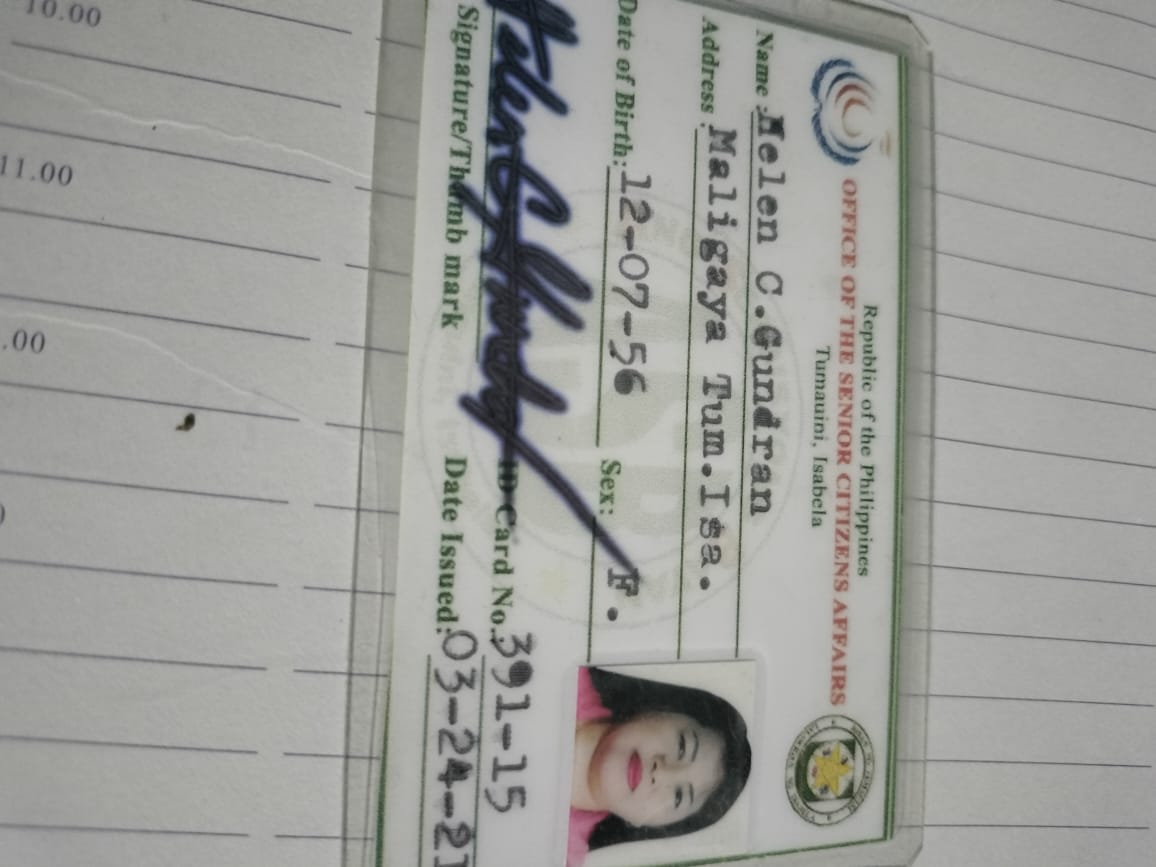 Republic of the Philippines
OFFICE OF THE SENIOR CITIZENS AFFAIRS
Tumauini, Isabela
Name : Helen C.Gundran
Address : Maligaya Tum.Isa.
Date of Birth: 12-07-56 Sex: F.
ID Card No. 391-15
Signature/Thumb mark Date Issued: 03-24-21
10.00
11.00
.00